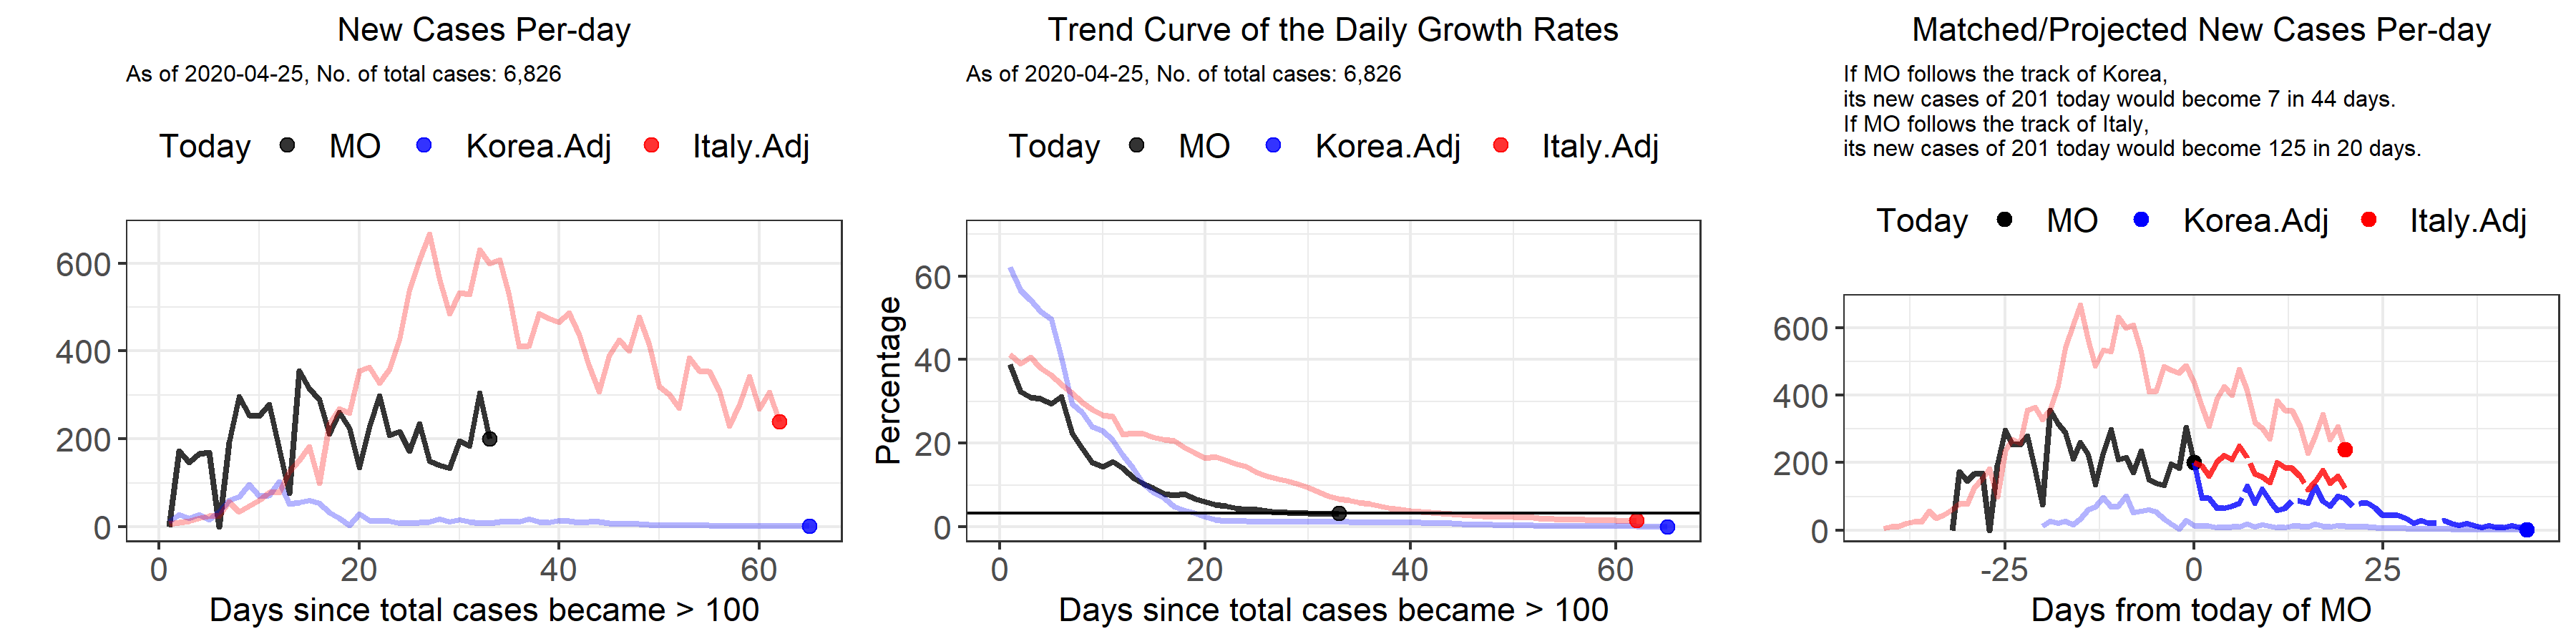 New Cases Per-day
As of 2020-04-25, No. of total cases: 6,826
Today MO Korea.Adj Italy.Adj
600
400
200
0
0 20 40 60
Days since total cases became > 100
Trend Curve of the Daily Growth Rates
As of 2020-04-25, No. of total cases: 6,826
Today MO Korea.Adj Italy.Adj
Percentage
60
40
20
0
0 20 40 60
Days since total cases became > 100
Matched/Projected New Cases Per-day
If MO follows the track of Korea,
its new cases of 201 today would become 7 in 44 days.
If MO follows the track of Italy,
its new cases of 201 today would become 125 in 20 days.
Today MO Korea.Adj Italy.Adj
600
400
200
0
-25 0 25
Days from today of MO